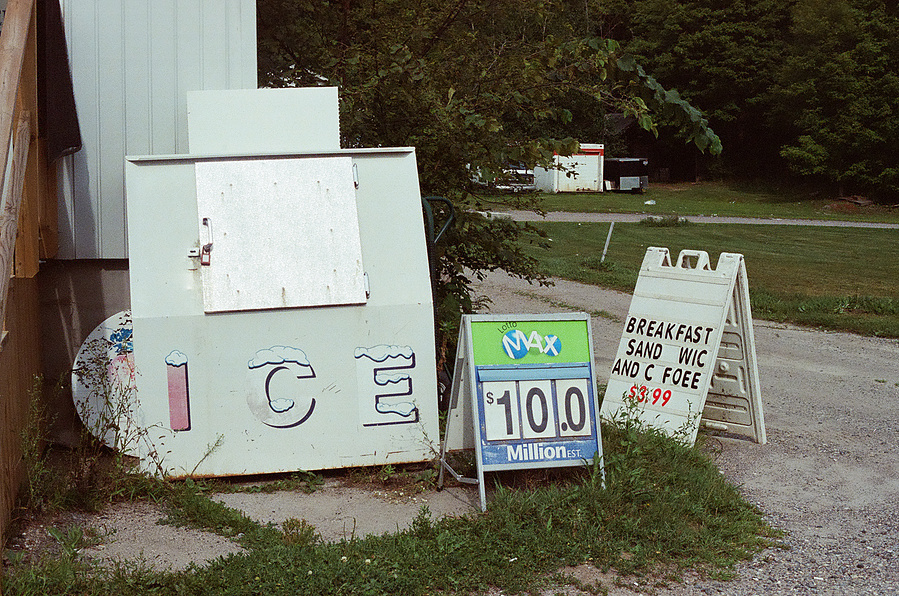 ICE
Lotto
MAX
$10.0
Million EST.
BREAKFAST
SAND WIC
AND C FOEE
$3.99